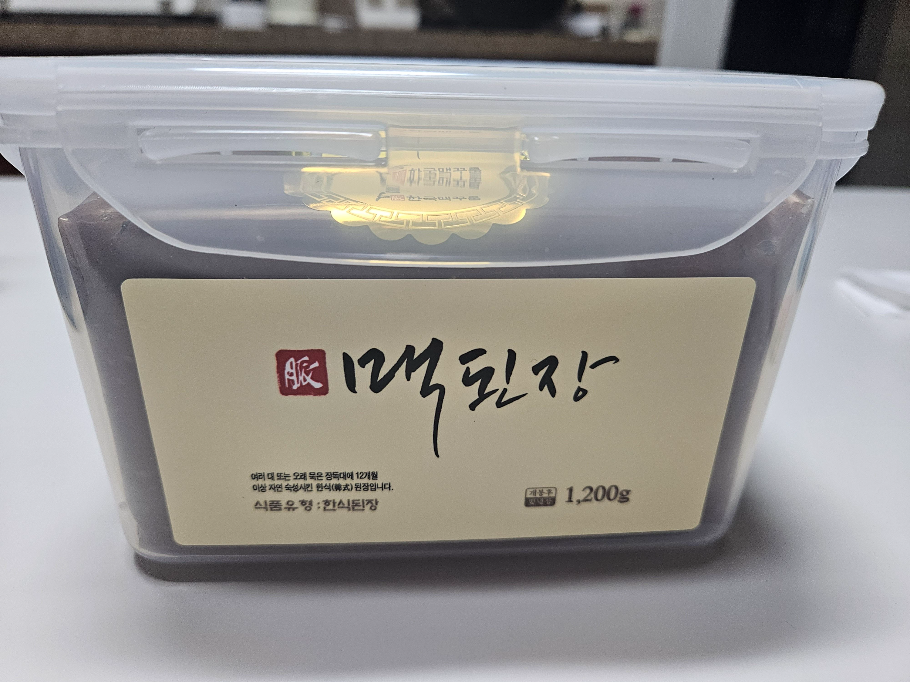 脈 맥된장
여러 대 또는 오래 묵은 장독대에 12개월
이상 자연 숙성시킨 한식(韓式) 된장입니다.
식품유형 : 한식된장
1,200g